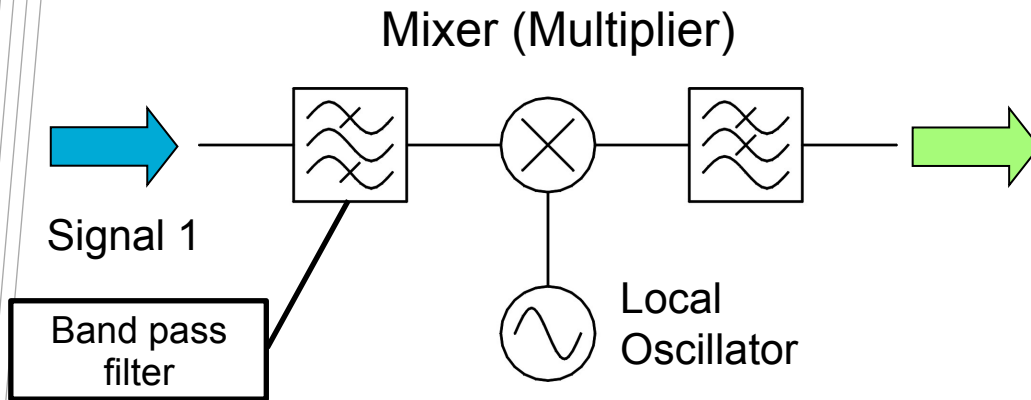 Mixer (Multiplier)
Signal 1
Band pass
filter
Local
Oscillator